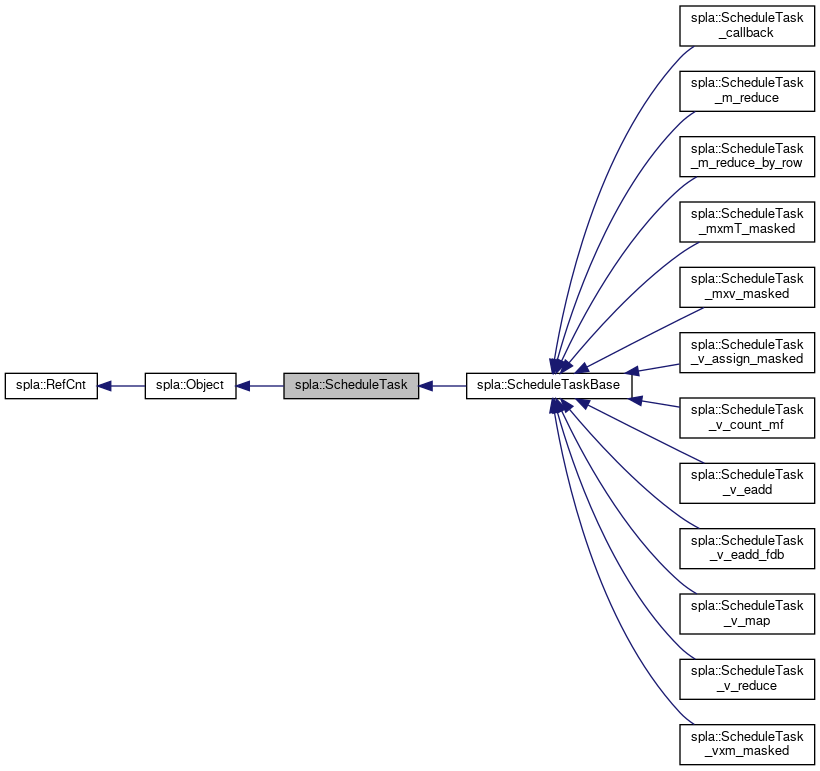 spla::ScheduleTask
_callback
spla::ScheduleTask
_m_reduce
spla::ScheduleTask
_m_reduce_by_row
spla::ScheduleTask
_mxmT_masked
spla::ScheduleTask
_mxv_masked
spla::ScheduleTask
_v_assign_masked
spla::RefCnt
spla::Object
spla::ScheduleTask
spla::ScheduleTaskBase
spla::ScheduleTask
_v_count_mf
spla::ScheduleTask
_v_eadd
spla::ScheduleTask
_v_eadd_fdb
spla::ScheduleTask
_v_map
spla::ScheduleTask
_v_reduce
spla::ScheduleTask
_vxm_masked